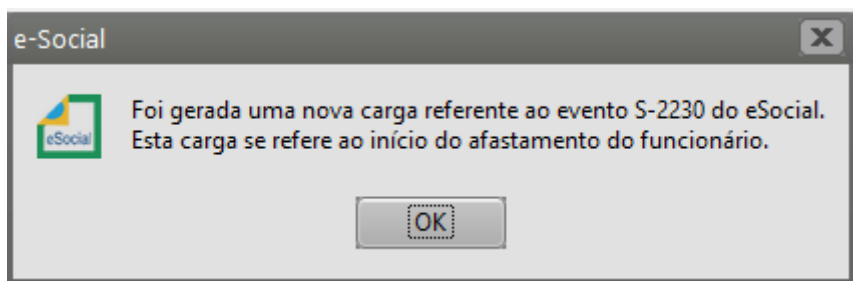 e-Social
eSocial
Foi gerada uma nova carga referente ao evento S-2230 do eSocial.
Esta carga se refere ao início do afastamento do funcionário.
OK